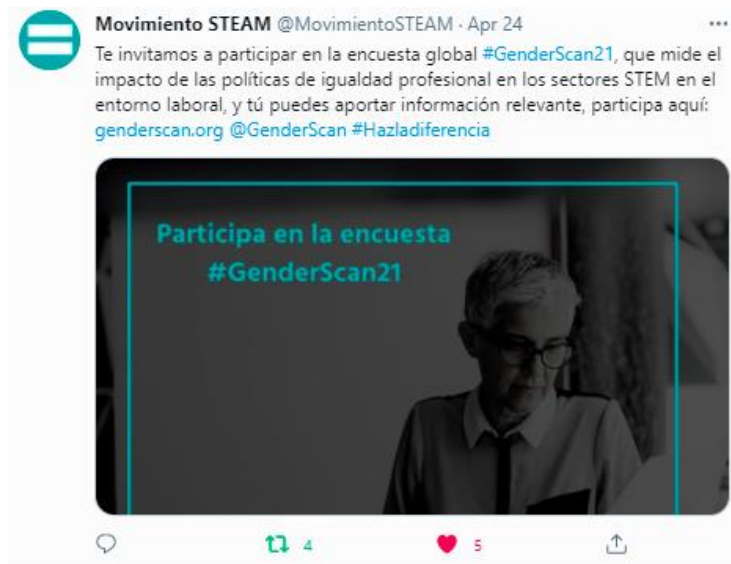 Movimiento STEAM @MovimientoSTEAM · Apr 24
Te invitamos a participar en la encuesta global #GenderScan21, que mide el
impacto de las políticas de igualdad profesional en los sectores STEM en el
entorno laboral, y tú puedes aportar información relevante, participa aquí:
genderscan.org @GenderScan #Hazladiferencia
Participa en la encuesta
#GenderScan21
4 5